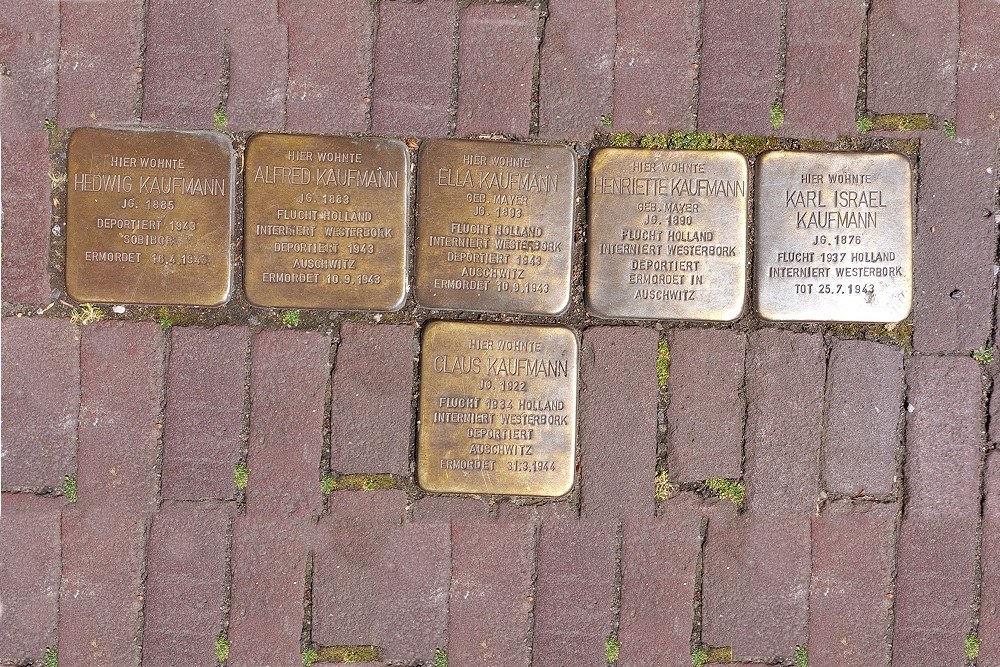 HIER WOHNTE
HEDWIG KAUFMANN
JG. 1885
DEPORTIERT 1943
SOBIBOR
ERMORDET 16.4.1943
HIER WOHNTE
ALFRED KAUFMANN
JG. 1883
FLUCHT HOLLAND
INTERNIERT WESTERBORK
DEPORTIERT 1943
AUSCHWITZ
ERMORDET 10.9.1943
HIER WOHNTE
ELLA KAUFMANN
GEB. MAYER
JG. 1893
FLUCHT HOLLAND
INTERNIERT WESTERBORK
DEPORTIERT 1943
AUSCHWITZ
ERMORDET 10.9.1943
HIER WOHNTE
HENRIETTE KAUFMANN
GEB. MAYER
JG. 1890
FLUCHT HOLLAND
INTERNIERT WESTERBORK
DEPORTIERT
ERMORDET IN
AUSCHWITZ
HIER WOHNTE
KARL ISRAEL
KAUFMANN
JG. 1876
FLUCHT 1937 HOLLAND
INTERNIERT WESTERBORK
TOT 25.7.1943
HIER WOHNTE
CLAUS KAUFMANN
JG. 1922
FLUCHT 1934 HOLLAND
INTERNIERT WESTERBORK
DEPORTIERT
AUSCHWITZ
ERMORDET 31.3.1944